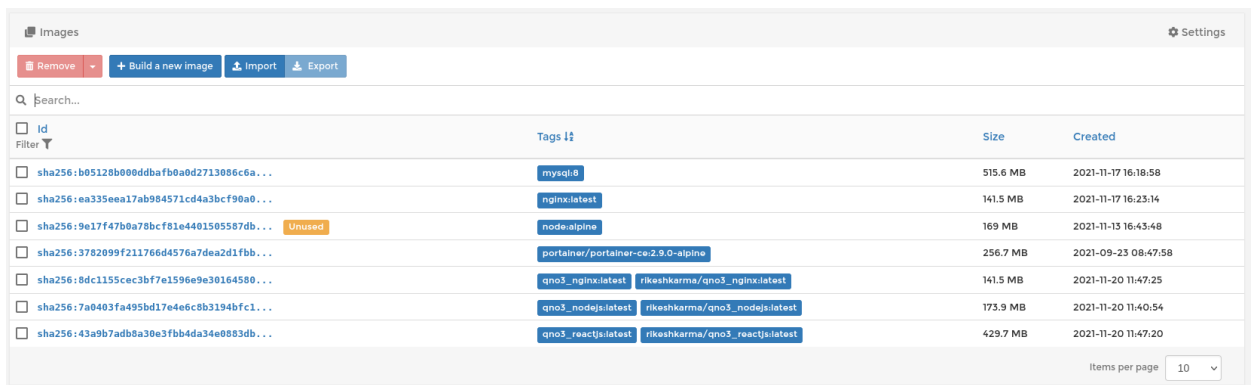 Images Settings
Remove + Build a new image Import Export
Search...
Id Tags Size Created
Filter
sha256:b05128b000ddbafb0a0d2713086c6a... mysql:8 515.6 MB 2021-11-17 16:18:58
sha256:ea335eea17ab984571cd4a3bcf90a0... nginx:latest 141.5 MB 2021-11-17 16:23:14
sha256:9e17f47b0a78bcf81e4401505587db... Unused node:alpine 169 MB 2021-11-13 16:43:48
sha256:3782099f211766d4576a7dea2d1fbb... portainer/portainer-ce:2.9.0-alpine 256.7 MB 2021-09-23 08:47:58
sha256:8dc1155cec3bf7e1596e9e30164580... qno3_nginx:latest rikeshkarma/qno3_nginx:latest 141.5 MB 2021-11-20 11:47:25
sha256:7a0403fa495bd17e4e6c8b3194bfc1... qno3_nodejs:latest rikeshkarma/qno3_nodejs:latest 173.9 MB 2021-11-20 11:40:54
sha256:43a9b7adb8a30e3fbb4da34e0883db... qno3_reactjs:latest rikeshkarma/qno3_reactjs:latest 429.7 MB 2021-11-20 11:47:20
Items per page 10